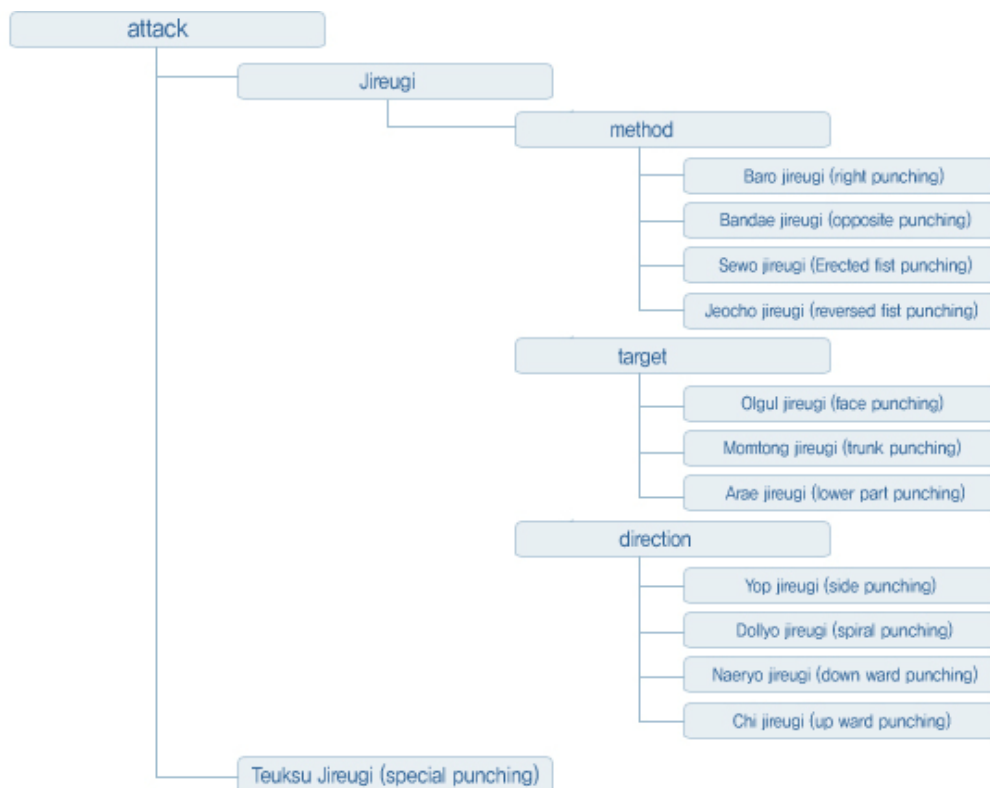 attack
Jireugi
method
Baro jireugi (right punching)
Bandae jireugi (opposite punching)
Sewo jireugi (Erected fist punching)
Jeocho jireugi (reversed fist punching)
target
Olgul jireugi (face punching)
Momtong jireugi (trunk punching)
Arae jireugi (lower part punching)
direction
Yop jireugi (side punching)
Dollyo jireugi (spiral punching)
Naeryo jireugi (down ward punching)
Chi jireugi (up ward punching)
Teuksu Jireugi (special punching)